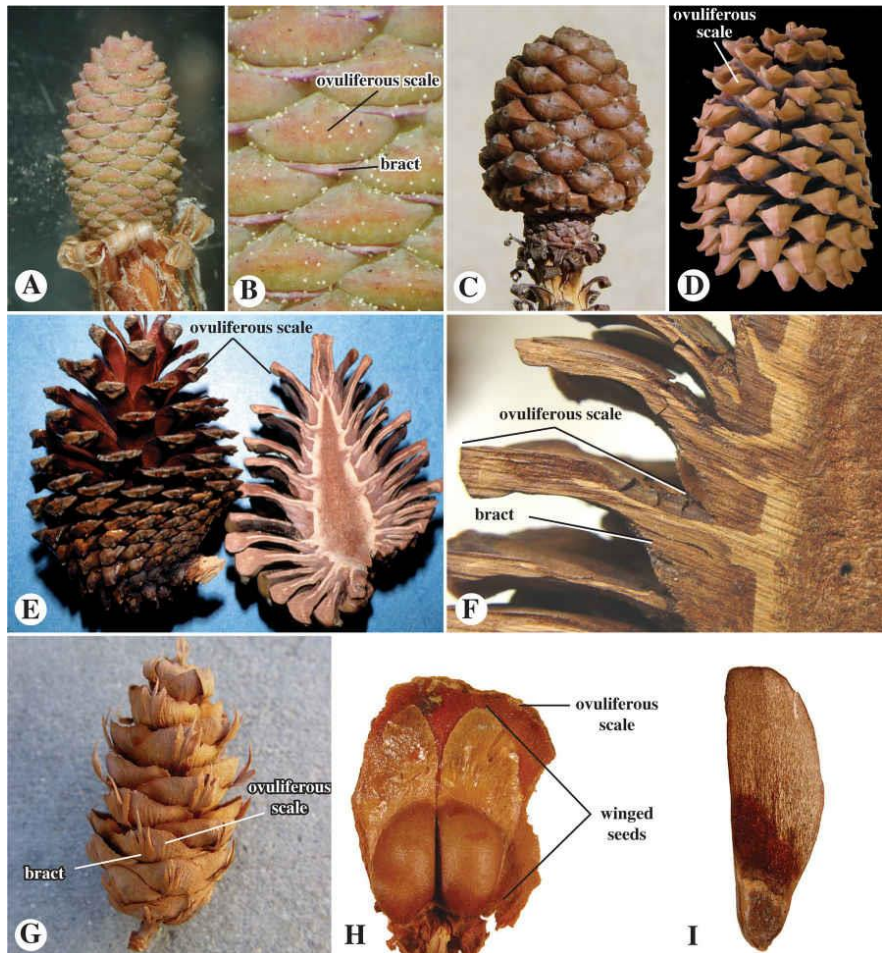 ovuliferous
scale
ovuliferous scale
bract
A
B
C
D
ovuliferous scale
ovuliferous scale
bract
E
F
ovuliferous
scale
bract
ovuliferous
scale
winged
seeds
G
H
I